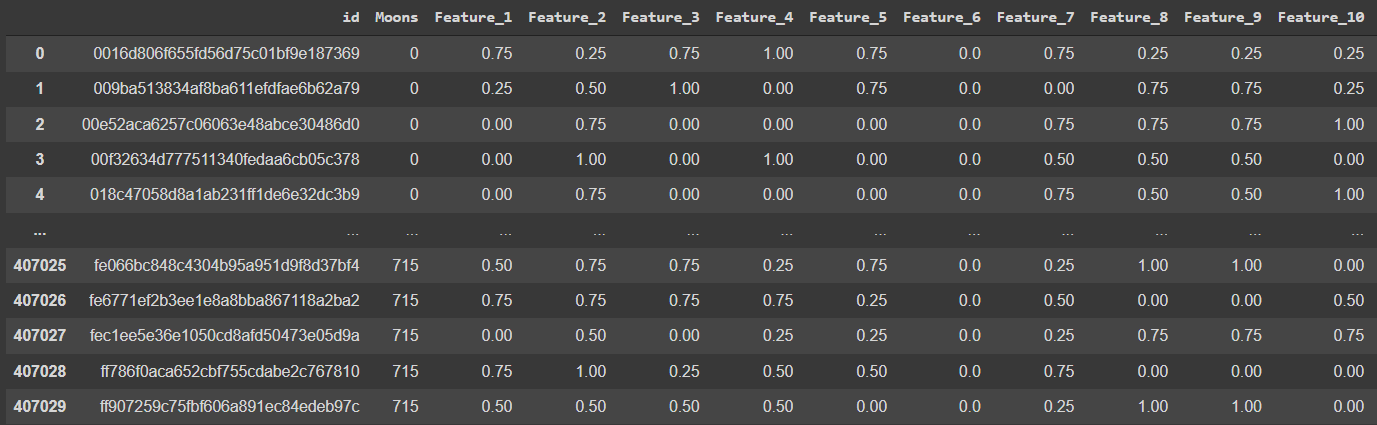 id Moons Feature_1 Feature_2 Feature_3 Feature_4 Feature_5 Feature_6 Feature_7 Feature_8 Feature_9 Feature_10
0 0016d806f655fd56d75c01bf9e187369 0 0.75 0.25 0.75 1.00 0.75 0.0 0.75 0.25 0.25 0.25
1 009ba513834af8ba611efdfae6b62a79 0 0.25 0.50 1.00 0.00 0.75 0.0 0.00 0.75 0.75 0.25
2 00e52aca6257c06063e48abce30486d0 0 0.00 0.75 0.00 0.00 0.00 0.0 0.75 0.75 0.75 1.00
3 00f32634d777511340fedaa6cb05c378 0 0.00 1.00 0.00 1.00 0.00 0.0 0.50 0.50 0.50 0.00
4 018c47058d8a1ab231ff1de6e32dc3b9 0 0.00 0.75 0.00 0.00 0.00 0.0 0.75 0.50 0.50 1.00
... ... ... ... ... ... ... ... ... ... ... ... ...
407025 fe066bc848c4304b95a951d9f8d37bf4 715 0.50 0.75 0.75 0.25 0.75 0.0 0.25 1.00 1.00 0.00
407026 fe6771ef2b3ee1e8a8bba867118a2ba2 715 0.75 0.75 0.75 0.75 0.25 0.0 0.50 0.00 0.00 0.50
407027 fec1ee5e36e1050cd8afd50473e05d9a 715 0.00 0.50 0.00 0.25 0.25 0.0 0.25 0.75 0.75 0.75
407028 ff786f0aca652cbf755cdabe2c767810 715 0.75 1.00 0.25 0.50 0.50 0.0 0.75 0.00 0.00 0.00
407029 ff907259c75fbf606a891ec84edeb97c 715 0.50 0.50 0.50 0.50 0.00 0.0 0.25 1.00 1.00 0.00